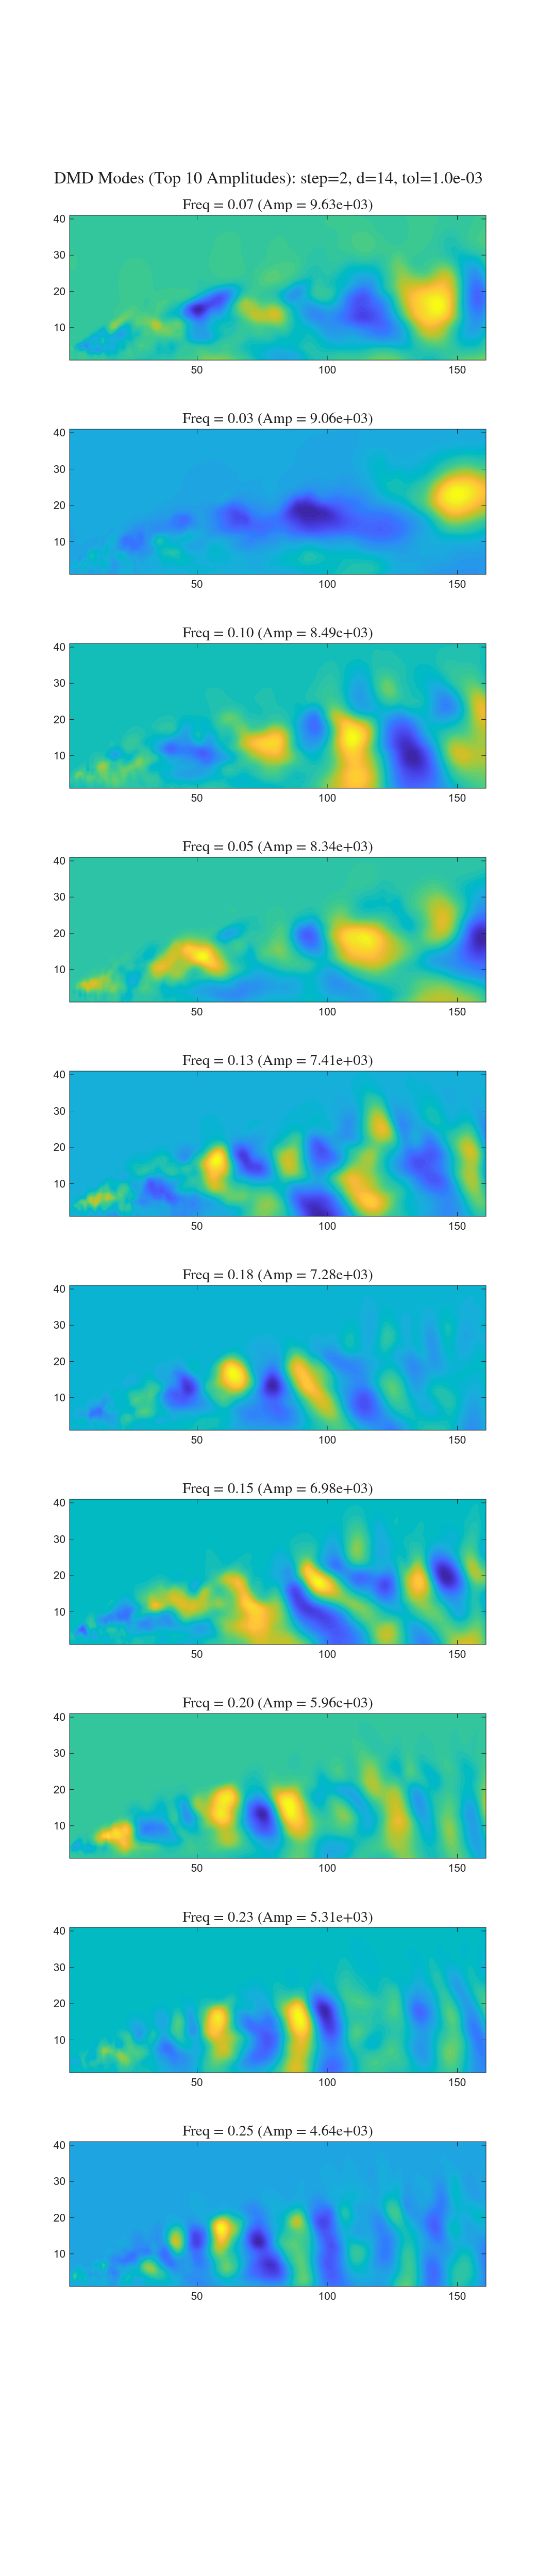 DMD Modes (Top 10 Amplitudes): step=2, d=14, tol=1.0e-03
Freq = 0.07 (Amp = 9.63e+03)
40
30
20
10
50 100 150
Freq = 0.03 (Amp = 9.06e+03)
40
30
20
10
50 100 150
Freq = 0.10 (Amp = 8.49e+03)
40
30
20
10
50 100 150
Freq = 0.05 (Amp = 8.34e+03)
40
30
20
10
50 100 150
Freq = 0.13 (Amp = 7.41e+03)
40
30
20
10
50 100 150
Freq = 0.18 (Amp = 7.28e+03)
40
30
20
10
50 100 150
Freq = 0.15 (Amp = 6.98e+03)
40
30
20
10
50 100 150
Freq = 0.20 (Amp = 5.96e+03)
40
30
20
10
50 100 150
Freq = 0.23 (Amp = 5.31e+03)
40
30
20
10
50 100 150
Freq = 0.25 (Amp = 4.64e+03)
40
30
20
10
50 100 150